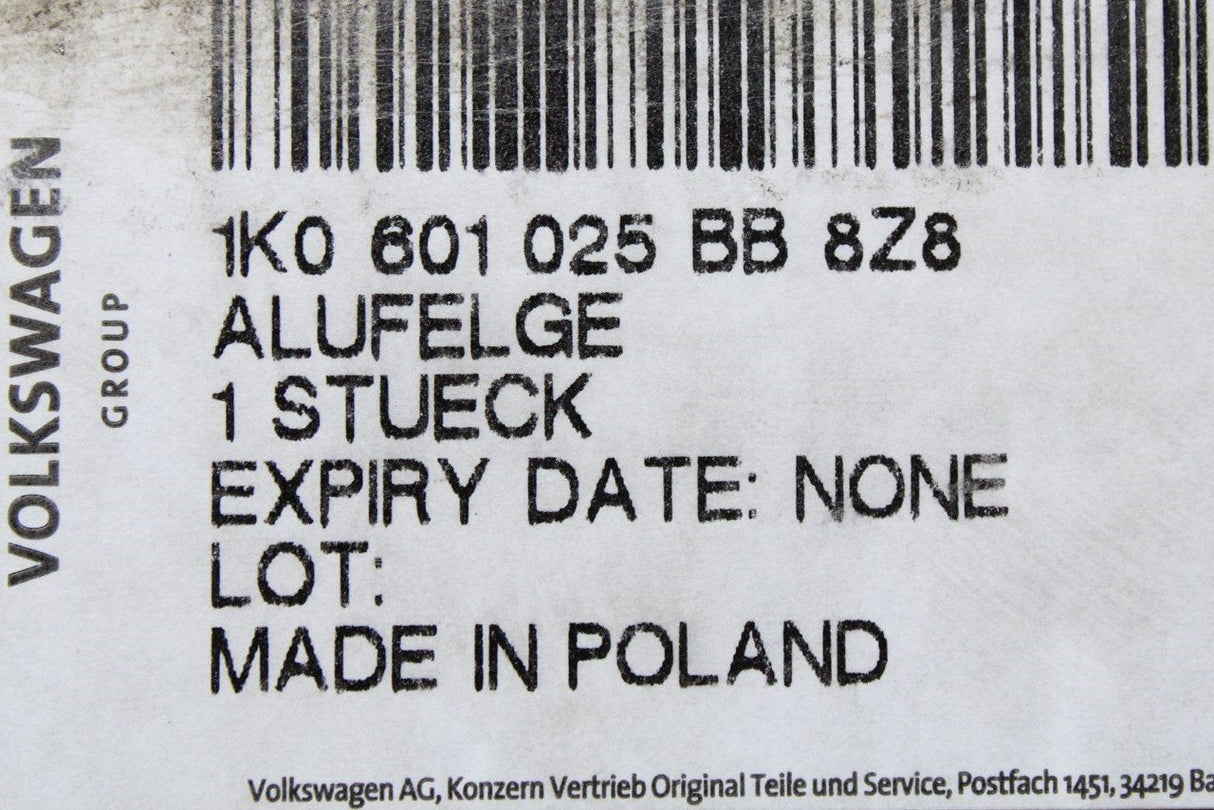 VOLKSWAGEN
GROUP
1K0 601 025 BB 8Z8
ALUFELGE
1 STUECK
EXPIRY DATE: NONE
LOT:
MADE IN POLAND
Volkswagen AG, Konzern Vertrieb Original Teile und Service, Postfach 1451, 34219